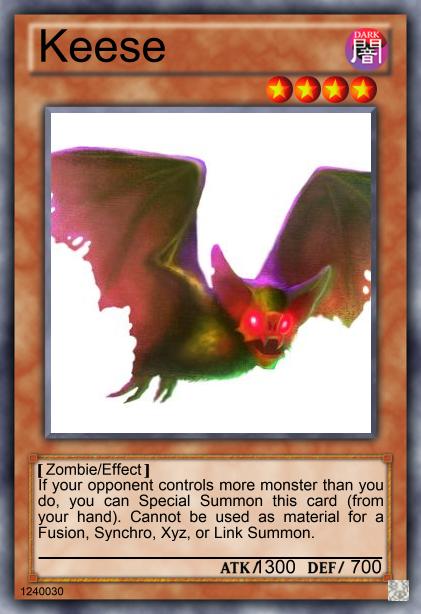 Keese
DARK
闇
[ Zombie/Effect ]
If your opponent controls more monster than you
do, you can Special Summon this card (from
your hand). Cannot be used as material for a
Fusion, Synchro, Xyz, or Link Summon.
ATK/1300 DEF/ 700
1240030